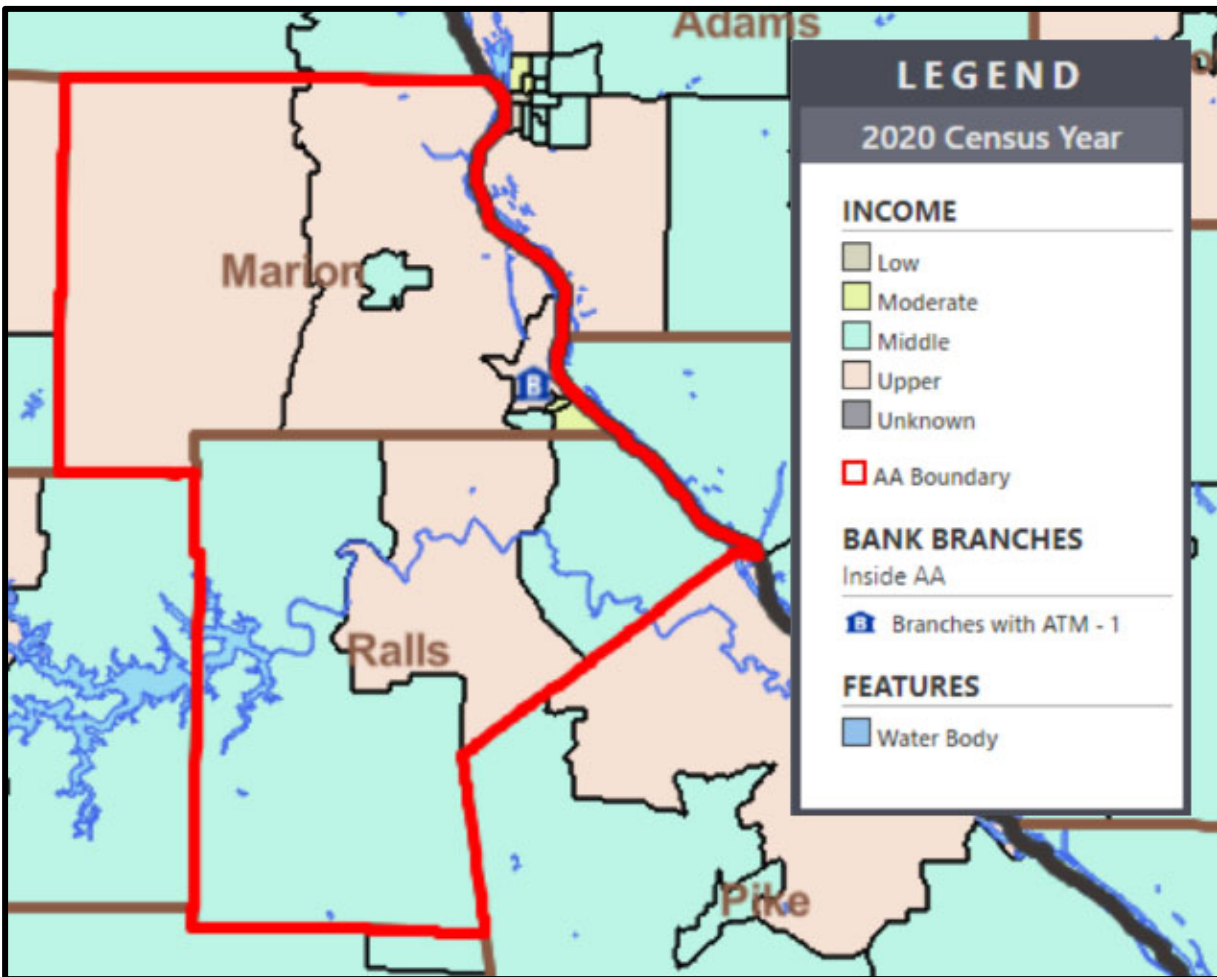 Adams
LEGEND
2020 Census Year
INCOME
Low
Moderate
Middle
Upper
Unknown
AA Boundary
BANK BRANCHES
Inside AA
B Branches with ATM - 1
FEATURES
Water Body
Marion
B
Ralls
Pike